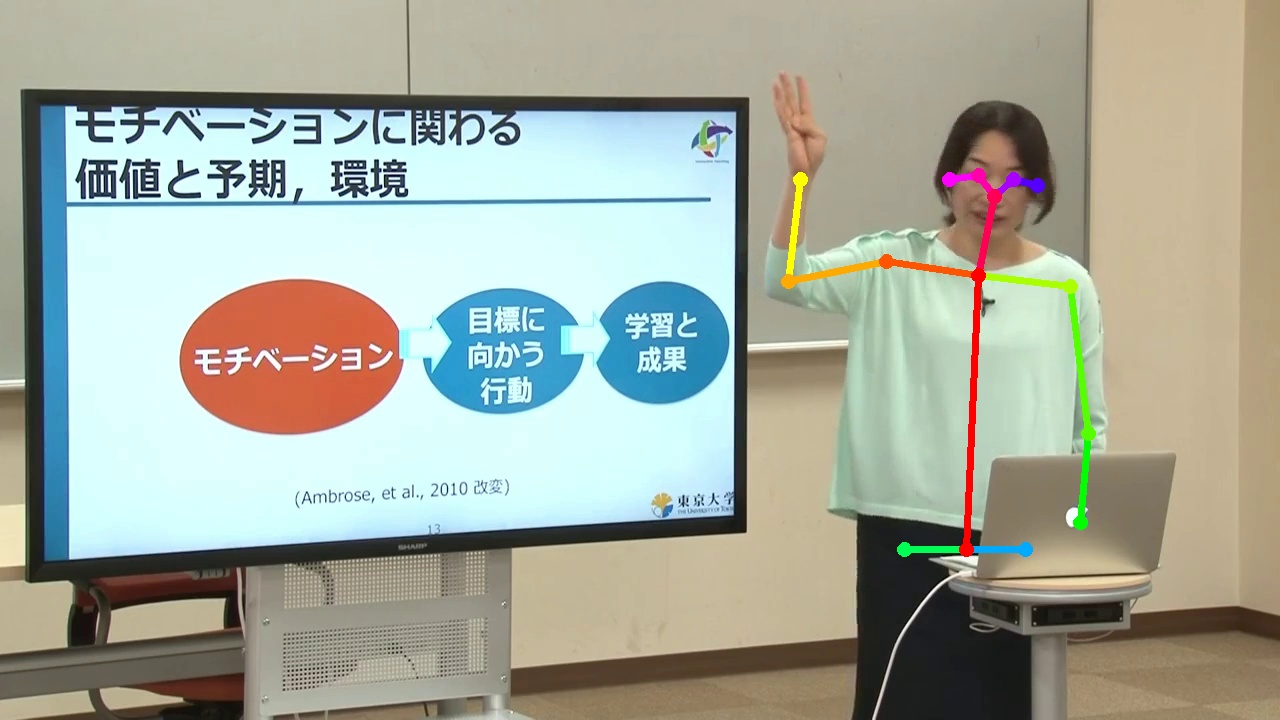 モチベーションに関わる
価値と予期，環境
モチベーション
目標に
向かう
行動
学習と
成果
(Ambrose, et al., 2010 改変)
13
東京大学
THE UNIVERSITY OF TOKYO
SHARP